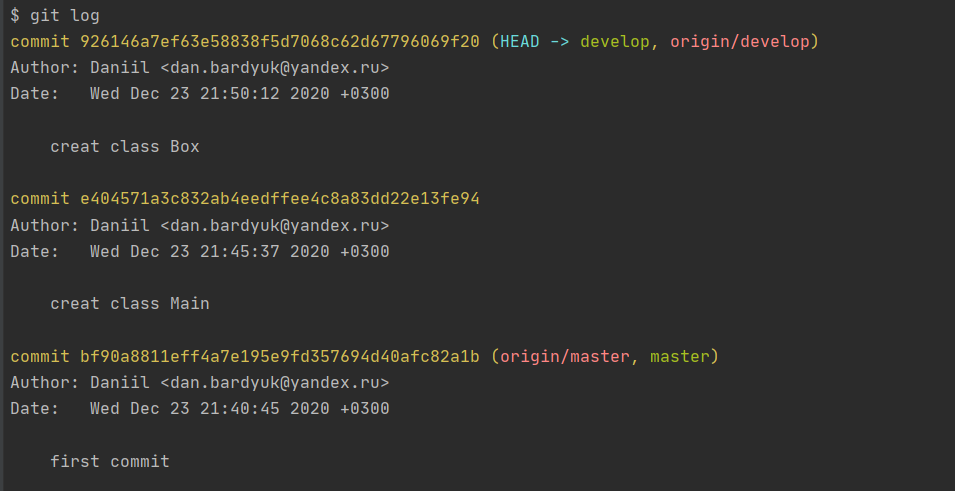 $ git log
commit 926146a7ef63e58838f5d7068c62d67796069f20 (HEAD -> develop, origin/develop)
Author: Daniil <dan.bardyuk@yandex.ru>
Date:   Wed Dec 23 21:50:12 2020 +0300
    creat class Box
commit e404571a3c832ab4eedffee4c8a83dd22e13fe94
Author: Daniil <dan.bardyuk@yandex.ru>
Date:   Wed Dec 23 21:45:37 2020 +0300
    creat class Main
commit bf90a8811eff4a7e195e9fd357694d40afc82a1b (origin/master, master)
Author: Daniil <dan.bardyuk@yandex.ru>
Date:   Wed Dec 23 21:40:45 2020 +0300
    first commit